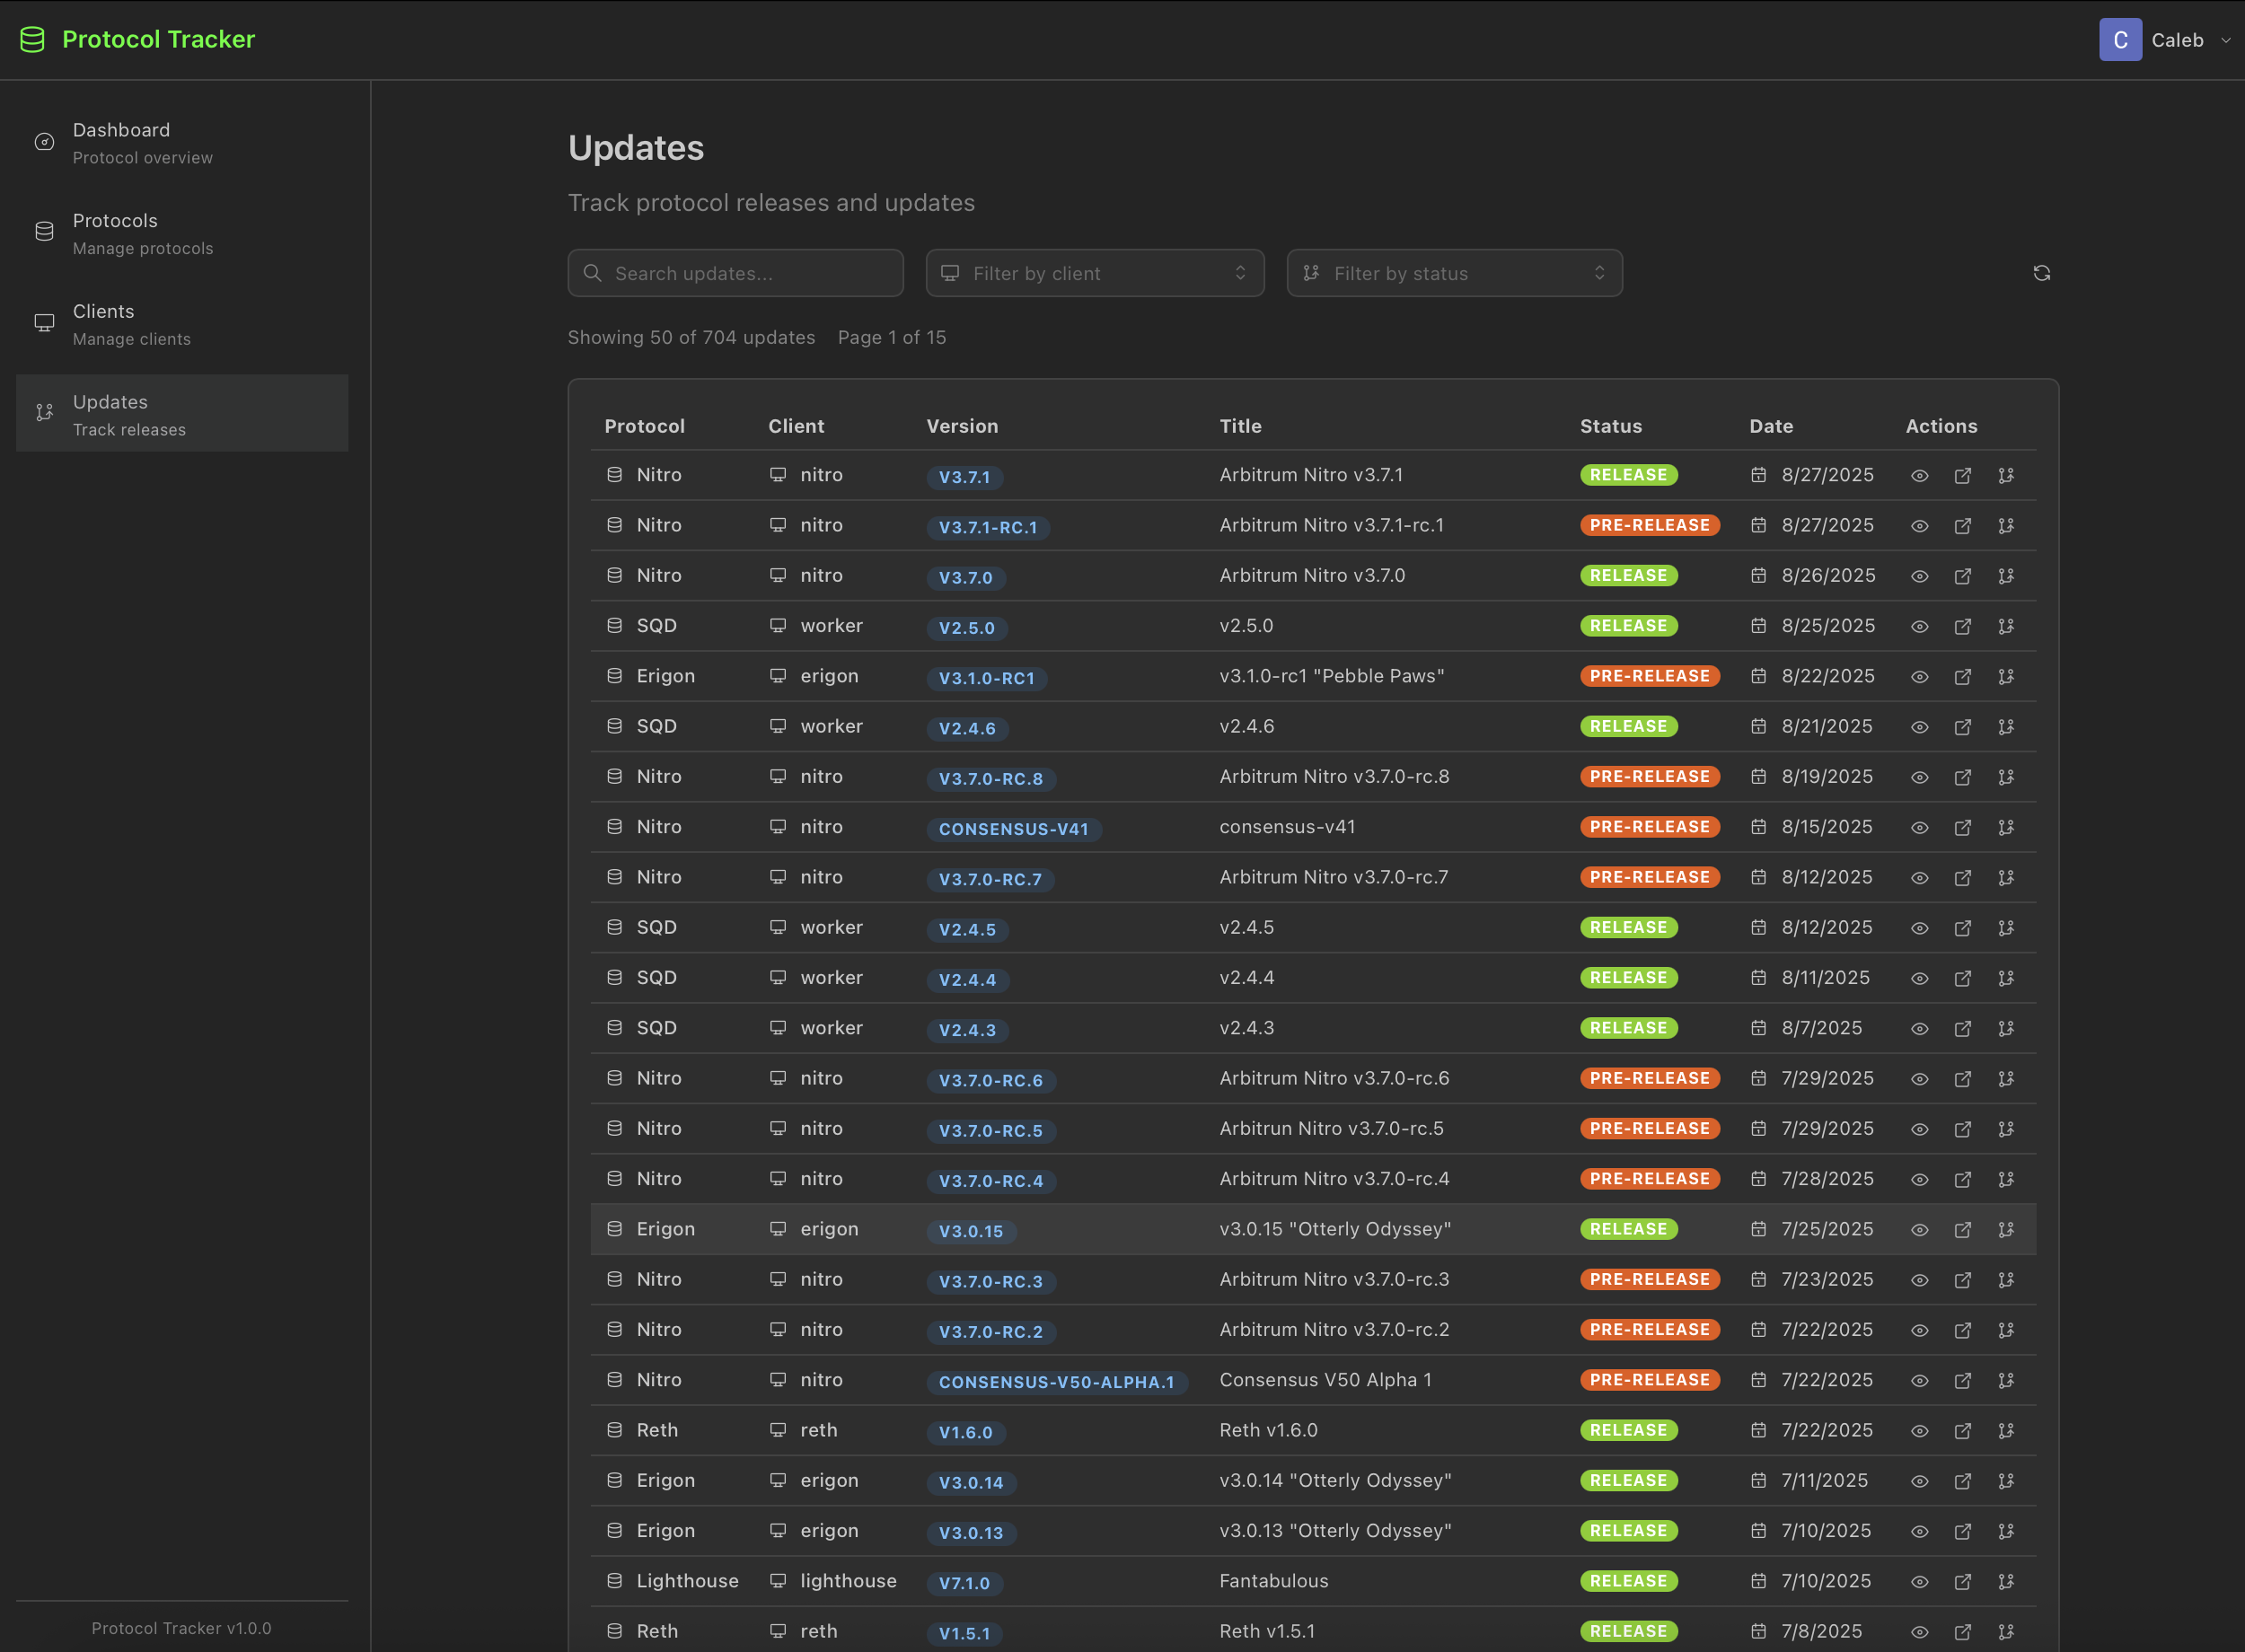 Protocol Tracker
C Caleb
Dashboard
Protocol overview
Protocols
Manage protocols
Clients
Manage clients
Updates
Track releases
Protocol Tracker v1.0.0
Updates
Track protocol releases and updates
Search updates... Filter by client Filter by status
Showing 50 of 704 updates Page 1 of 15
Protocol Client Version Title Status Date Actions
Nitro nitro V3.7.1 Arbitrum Nitro v3.7.1 RELEASE 8/27/2025
Nitro nitro V3.7.1-RC.1 Arbitrum Nitro v3.7.1-rc.1 PRE-RELEASE 8/27/2025
Nitro nitro V3.7.0 Arbitrum Nitro v3.7.0 RELEASE 8/26/2025
SQD worker V2.5.0 v2.5.0 RELEASE 8/25/2025
Erigon erigon V3.1.0-RC1 v3.1.0-rc1 "Pebble Paws" PRE-RELEASE 8/22/2025
SQD worker V2.4.6 v2.4.6 RELEASE 8/21/2025
Nitro nitro V3.7.0-RC.8 Arbitrum Nitro v3.7.0-rc.8 PRE-RELEASE 8/19/2025
Nitro nitro CONSENSUS-V41 consensus-v41 PRE-RELEASE 8/15/2025
Nitro nitro V3.7.0-RC.7 Arbitrum Nitro v3.7.0-rc.7 PRE-RELEASE 8/12/2025
SQD worker V2.4.5 v2.4.5 RELEASE 8/12/2025
SQD worker V2.4.4 v2.4.4 RELEASE 8/11/2025
SQD worker V2.4.3 v2.4.3 RELEASE 8/7/2025
Nitro nitro V3.7.0-RC.6 Arbitrum Nitro v3.7.0-rc.6 PRE-RELEASE 7/29/2025
Nitro nitro V3.7.0-RC.5 Arbitrun Nitro v3.7.0-rc.5 PRE-RELEASE 7/29/2025
Nitro nitro V3.7.0-RC.4 Arbitrum Nitro v3.7.0-rc.4 PRE-RELEASE 7/28/2025
Erigon erigon V3.0.15 v3.0.15 "Otterly Odyssey" RELEASE 7/25/2025
Nitro nitro V3.7.0-RC.3 Arbitrum Nitro v3.7.0-rc.3 PRE-RELEASE 7/23/2025
Nitro nitro V3.7.0-RC.2 Arbitrum Nitro v3.7.0-rc.2 PRE-RELEASE 7/22/2025
Nitro nitro CONSENSUS-V50-ALPHA.1 Consensus V50 Alpha 1 PRE-RELEASE 7/22/2025
Reth reth V1.6.0 Reth v1.6.0 RELEASE 7/22/2025
Erigon erigon V3.0.14 v3.0.14 "Otterly Odyssey" RELEASE 7/11/2025
Erigon erigon V3.0.13 v3.0.13 "Otterly Odyssey" RELEASE 7/10/2025
Lighthouse lighthouse V7.1.0 Fantabulous RELEASE 7/10/2025
Reth reth V1.5.1 Reth v1.5.1 RELEASE 7/8/2025